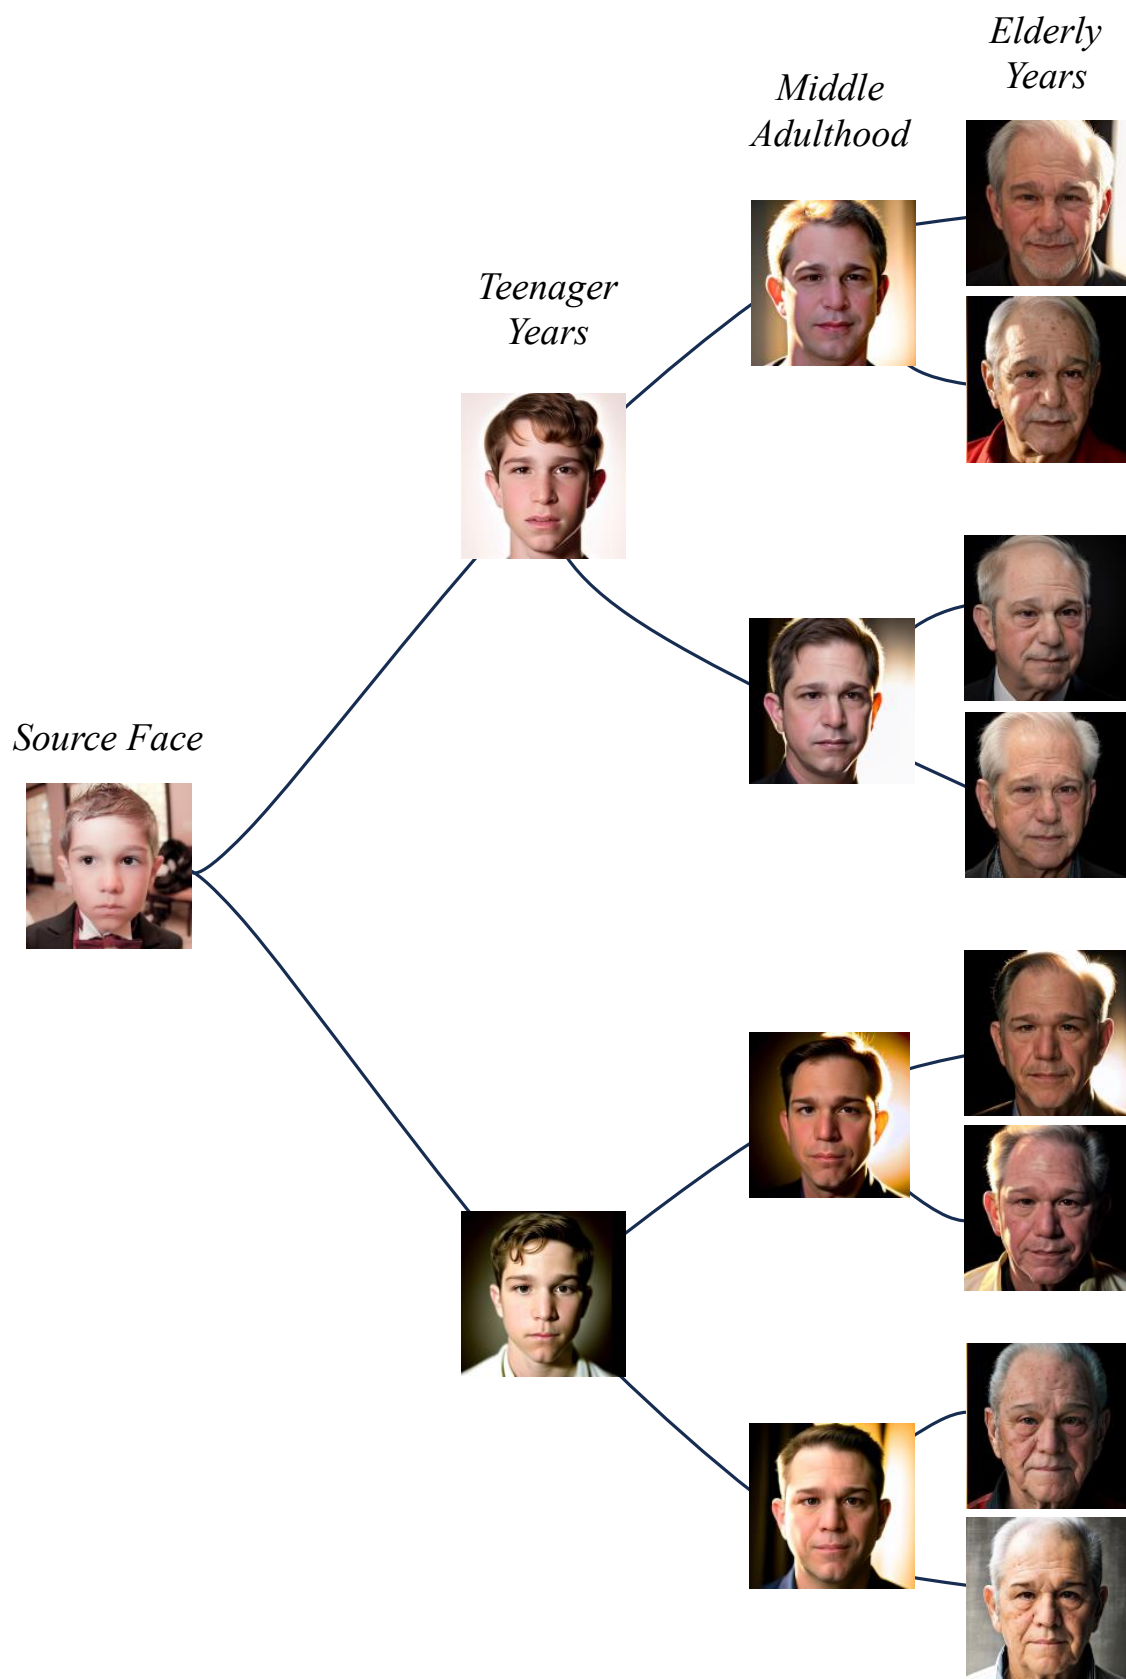 Elderly
Years
Middle
Adulthood
Teenager
Years
Source Face